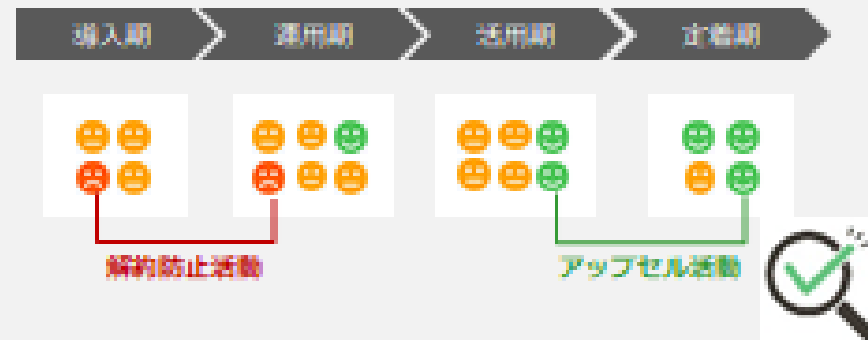 導入期
運用期
活用期
定着期
解約防止活動
アップセル活動